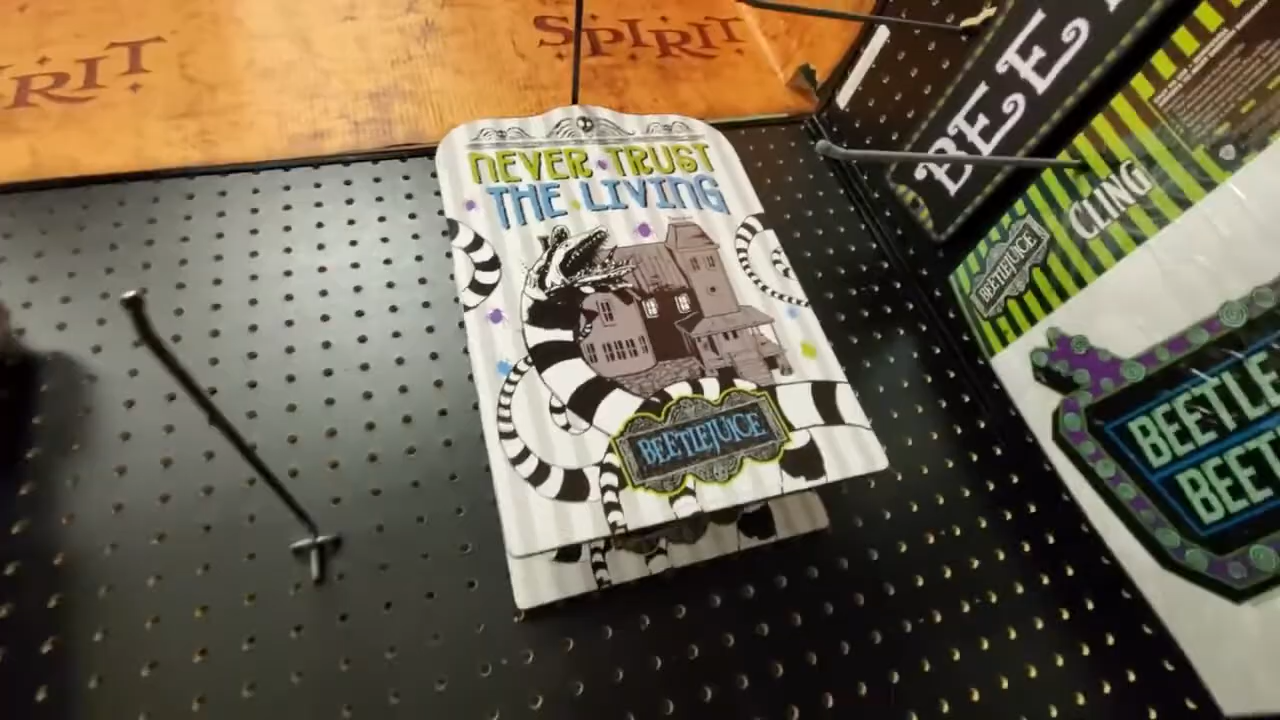 RIT
SPIRIT
NEVER TRUST
THE LIVING
BEETLEJUICE
BEE
BEETLEJUICE
CLING
BEETLE
BEET